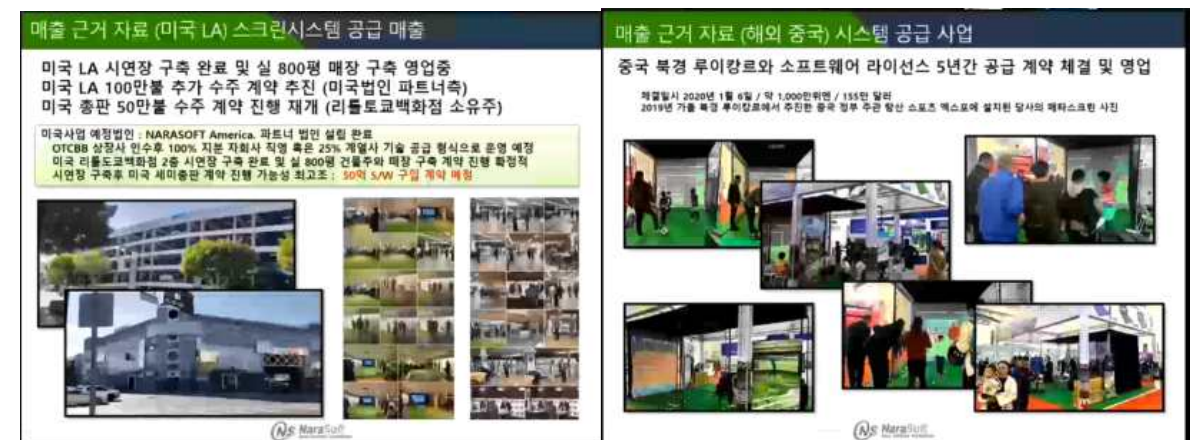 매출 근거 자료 (미국 LA) 스크린시스템 공급 매출
미국 LA 시연장 구축 완료 및 실 800평 매장 구축 영업중
미국 LA 100만불 추가 수주 계약 추진 (미국법인 파트너측)
미국 총판 50만불 수주 계약 진행 재개 (리틀토쿄백화점 소유주)
미국사업 예정법인 : NARASOFT America. 파트너 법인 설립 완료
OTCBB 상장사 인수후 100% 지분 자회사 직영 혹은 25% 계열사 기술 공급 형식으로 운영 예정
미국 리틀도쿄백화점 2층 시연장 구축 완료 및 실 800평 건물주와 매장 구축 계약 진행 확정적
시연장 구축후 미국 세미총판 계약 진행 가능성 최고조 : 50억 S/W 구입 계약 예정
NS NaraSoft
매출 근거 자료 (해외 중국) 시스템 공급 사업
중국 북경 루이캉르와 소프트웨어 라이선스 5년간 공급 계약 체결 및 영업
체결일시 2020년 1월 6일 / 약 1,000만위엔 / 155만 달러
2019년 가을 북경 루이캉르에서 추진한 중국 정부 주관 항산 스포츠 엑스포에 설치된 당사의 메타스크린 사진
NS NaraSoft